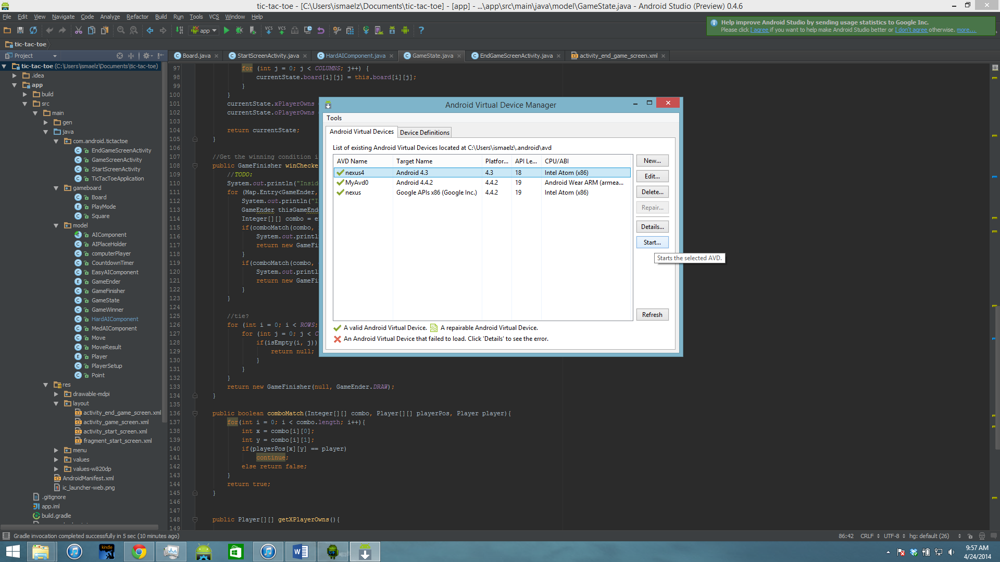 tic-tac-toe - [C:\Users\ismaelz\Documents\tic-tac-toe] - [app] - ...\app\src\main\java\model\GameState.java - Android Studio (Preview) 0.4.6
File Edit View Navigate Code Analyze Refactor Build Run Tools VCS Window Help
app
Help improve Android Studio by sending usage statistics to Google Inc.
Please click I agree if you want to help make Android Studio better or I don't agree otherwise. more...
tic-tac-toe
Project
Board.java StartScreenActivity.java HardAIComponent.java GameState.java EndGameScreenActivity.java activity_end_game_screen.xml
tic-tac-toe (C:\Users\ismaelz\Documents\tic-tac-toe)
.idea
app
build
src
main
gen
java
com.android.tictactoe
EndGameScreenActivity
GameScreenActivity
StartScreenActivity
TicTacToeApplication
gameboard
Board
PlayMode
Square
model
AIComponent
AIPlaceHolder
computerPlayer
CountdownTimer
EasyAIComponent
GameEnder
GameFinisher
GameState
GameWinner
HardAIComponent
MedAIComponent
Move
MoveResult
Player
PlayerSetup
Point
res
drawable-mdpi
layout
activity_end_game_screen.xml
activity_game_screen.xml
activity_start_screen.xml
fragment_start_screen.xml
menu
values
values-w820dp
AndroidManifest.xml
ic_launcher-web.png
.gitignore
app.iml
build.gradle
97 for (int j = 0; j < COLUMNS; j++) {
98 currentState.board[i][j] = this.board[i][j];
99 }
100 }
101 currentState.xPlayerOwns
102 currentState.oPlayerOwns
103
104 return currentState;
105 }
106
107 //Get the winning condition i
108 public GameFinisher winChecke
109 //TODO:
110 System.out.println("Insid
111 for (Map.Entry<GameEnder,
112 System.out.println("I
113 GameEnder thisGameEnd
114 Integer[][] combo = e
115 if(comboMatch(combo,
116 System.out.printl
117 return new GameFi
118 }
119 if(comboMatch(combo,
120 System.out.printl
121 return new GameFi
122 }
123 }
124
125 //tie?
126 for (int i = 0; i < ROWS;
127 for (int j = 0; j < C
128 if(isEmpty(i, j))
129 return null;
130 }
131 }
132 }
133 return new GameFinisher(null, GameEnder.DRAW);
134 }
135
136 public boolean comboMatch(Integer[][] combo, Player[][] playerPos, Player player){
137 for(int i = 0; i < combo.length; i++){
138 int x = combo[i][0];
139 int y = combo[i][1];
140 if(playerPos[x][y] == player)
141 continue;
142 else return false;
143 }
144 return true;
145 }
146
147
148 public Player[][] getXPlayerOwns(){
149
Android Virtual Device Manager
Tools
Android Virtual Devices Device Definitions
List of existing Android Virtual Devices located at C:\Users\ismaelz\.android\avd
AVD Name Target Name Platfor... API Le... CPU/ABI
nexus4 Android 4.3 4.3 18 Intel Atom (x86)
MyAvd0 Android 4.4.2 4.4.2 19 Android Wear ARM (armea...
nexus Google APIs x86 (Google Inc.) 4.4.2 19 Intel Atom (x86)
New...
Edit...
Delete...
Repair...
Details...
Start...
Starts the selected AVD.
Refresh
A valid Android Virtual Device. A repairable Android Virtual Device.
An Android Virtual Device that failed to load. Click 'Details' to see the error.
Gradle invocation completed successfully in 5 sec (10 minutes ago)
86:42 CRLF UTF-8 hg: default (26)
kindle
9:57 AM
4/24/2014